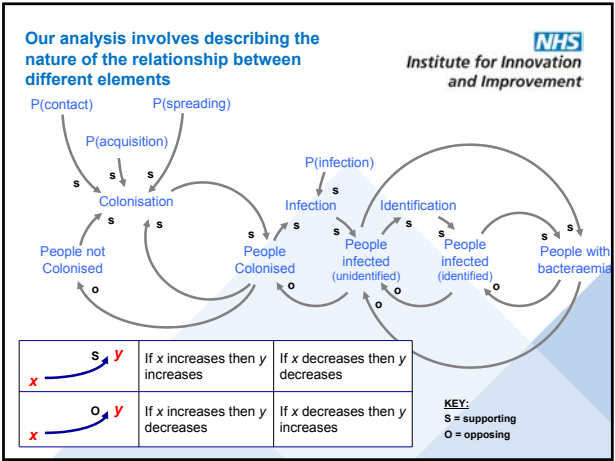 Our analysis involves describing the
nature of the relationship between
different elements
NHS
Institute for Innovation
and Improvement
P(contact)
P(spreading)
P(acquisition)
P(infection)
s
s
s
s
Colonisation
Infection
Identification
s
s
s
s
s
s
s
s
s
s
People not
Colonised
People
Colonised
People
infected
(unidentified)
People
infected
(identified)
People with
bacteraemia
o
o
o
o
o
x
s
y
If x increases then y
increases
If x decreases then y
decreases
x
o
y
If x increases then y
decreases
If x decreases then y
increases
KEY:
S = supporting
O = opposing